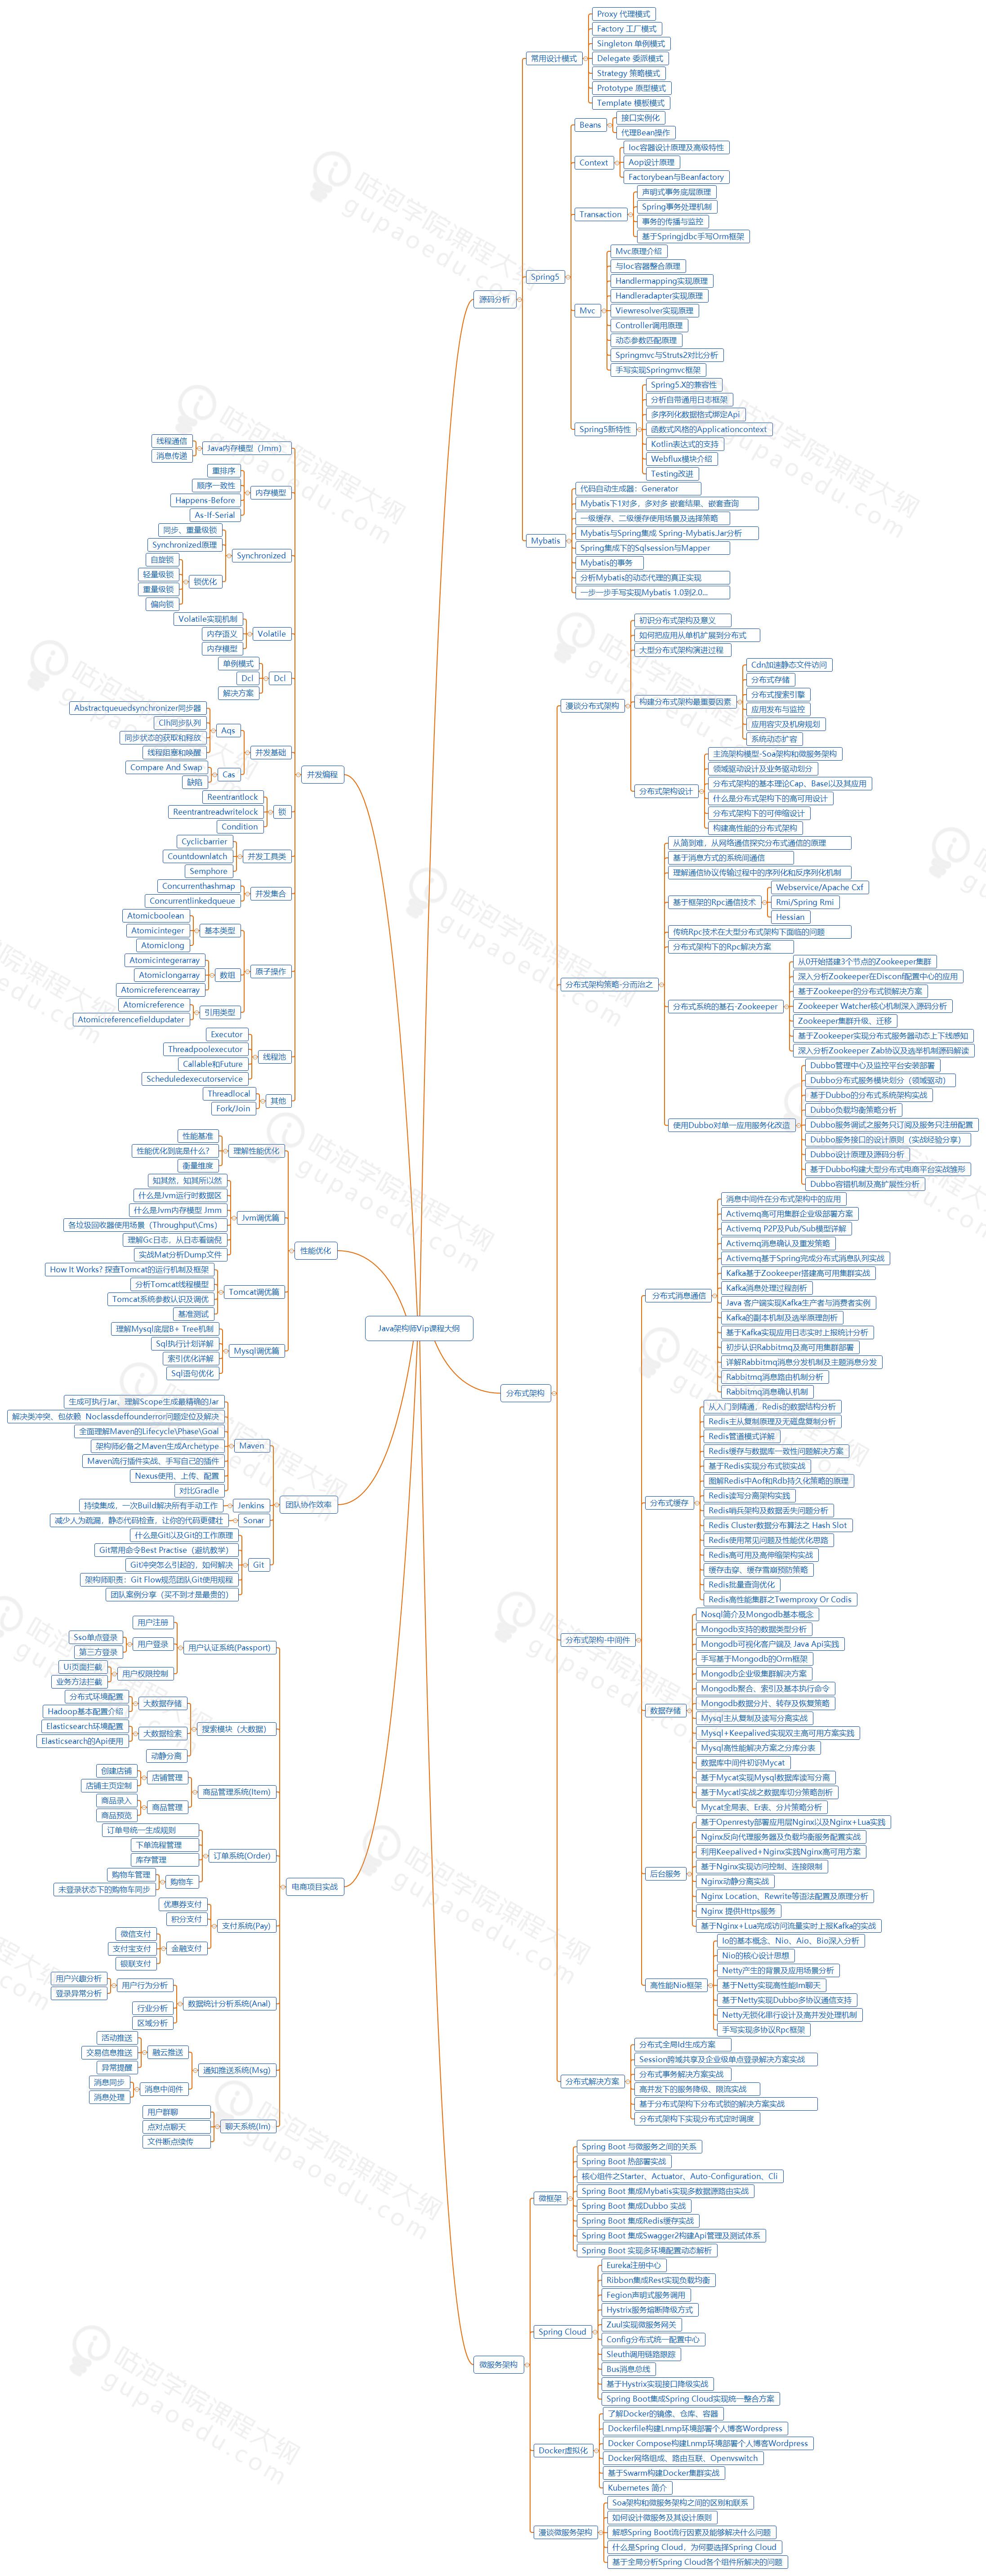 Java架构师Vip课程大纲
源码分析
常用设计模式
Proxy 代理模式
Factory 工厂模式
Singleton 单例模式
Delegate 委派模式
Strategy 策略模式
Prototype 原型模式
Template 模板模式
Spring5
Beans
接口实例化
代理Bean操作
Context
Ioc容器设计原理及高级特性
Aop设计原理
Factorybean与Beanfactory
Transaction
声明式事务底层原理
Spring事务处理机制
事务的传播与监控
基于Springjdbc手写Orm框架
Mvc
Mvc原理介绍
与Ioc容器整合原理
Handlermapping实现原理
Handleradapter实现原理
Viewresolver实现原理
Controller调用原理
动态参数匹配原理
Springmvc与Struts2对比分析
手写实现Springmvc框架
Spring5新特性
Spring5.X的兼容性
分析自带通用日志框架
多序列化数据格式绑定Api
函数式风格的Applicationcontext
Kotlin表达式的支持
Webflux模块介绍
Testing改进
Mybatis
代码自动生成器：Generator
Mybatis下1对多，多对多 嵌套结果、嵌套查询
一级缓存、二级缓存使用场景及选择策略
Mybatis与Spring集成 Spring-Mybatis.Jar分析
Spring集成下的Sqlsession与Mapper
Mybatis的事务
分析Mybatis的动态代理的真正实现
一步一步手写实现Mybatis 1.0到2.0...
并发编程
Java内存模型（Jmm）
线程通信
消息传递
内存模型
重排序
顺序一致性
Happens-Before
As-If-Serial
Synchronized
同步、重量级锁
Synchronized原理
锁优化
自旋锁
轻量级锁
重量级锁
偏向锁
Volatile
Volatile实现机制
内存语义
内存模型
Dcl
单例模式
Dcl
解决方案
并发基础
Aqs
Abstractqueuedsynchronizer同步器
Clh同步队列
同步状态的获取和释放
线程阻塞和唤醒
Cas
Compare And Swap
缺陷
锁
Reentrantlock
Reentrantreadwritelock
Condition
并发工具类
Cyclicbarrier
Countdownlatch
Semphore
并发集合
Concurrenthashmap
Concurrentlinkedqueue
原子操作
基本类型
Atomicboolean
Atomicinteger
Atomiclong
数组
Atomicintegerarray
Atomiclongarray
Atomicreferencearray
引用类型
Atomicreference
Atomicreferencefieldupdater
线程池
Executor
Threadpoolexecutor
Callable和Future
Scheduledexecutorservice
其他
Threadlocal
Fork/Join
性能优化
理解性能优化
性能基准
性能优化到底是什么？
衡量维度
Jvm调优篇
知其然，知其所以然
什么是Jvm运行时数据区
什么是Jvm内存模型 Jmm
各垃圾回收器使用场景（Throughput\Cms）
理解Gc日志，从日志看端倪
实战Mat分析Dump文件
Tomcat调优篇
How It Works? 探查Tomcat的运行机制及框架
分析Tomcat线程模型
Tomcat系统参数认识及调优
基准测试
Mysql调优篇
理解Mysql底层B+ Tree机制
Sql执行计划详解
索引优化详解
Sql语句优化
分布式架构
漫谈分布式架构
初识分布式架构及意义
如何把应用从单机扩展到分布式
大型分布式架构演进过程
构建分布式架构最重要因素
Cdn加速静态文件访问
分布式存储
分布式搜索引擎
应用发布与监控
应用容灾及机房规划
系统动态扩容
分布式架构设计
主流架构模型-Soa架构和微服务架构
领域驱动设计及业务驱动划分
分布式架构的基本理论Cap、Base以及其应用
什么是分布式架构下的高可用设计
分布式架构下的可伸缩设计
构建高性能的分布式架构
分布式架构策略-分而治之
从简到难，从网络通信探究分布式通信的原理
基于消息方式的系统间通信
理解通信协议传输过程中的序列化和反序列化机制
基于框架的Rpc通信技术
Webservice/Apache Cxf
Rmi/Spring Rmi
Hessian
传统Rpc技术在大型分布式架构下面临的问题
分布式架构下的Rpc解决方案
分布式系统的基石-Zookeeper
从0开始搭建3个节点的Zookeeper集群
深入分析Zookeeper在Disconf配置中心的应用
基于Zookeeper的分布式锁解决方案
Zookeeper Watcher核心机制深入源码分析
Zookeeper集群升级、迁移
基于Zookeeper实现分布式服务器动态上下线感知
深入分析Zookeeper Zab协议及选举机制源码解读
使用Dubbo对单一应用服务化改造
Dubbo管理中心及监控平台安装部署
Dubbo分布式服务模块划分（领域驱动）
基于Dubbo的分布式系统架构实战
Dubbo负载均衡策略分析
Dubbo服务调试之服务只订阅及服务只注册配置
Dubbo服务接口的设计原则（实战经验分享）
Dubbo设计原理及源码分析
基于Dubbo构建大型分布式电商平台实战雏形
Dubbo容错机制及高扩展性分析
分布式架构-中间件
分布式消息通信
消息中间件在分布式架构中的应用
Activemq高可用集群企业级部署方案
Activemq P2P及Pub/Sub模型详解
Activemq消息确认及重发策略
Activemq基于Spring完成分布式消息队列实战
Kafka基于Zookeeper搭建高可用集群实战
Kafka消息处理过程剖析
Java 客户端实现Kafka生产者与消费者实例
Kafka的副本机制及选举原理剖析
基于Kafka实现应用日志实时上报统计分析
初步认识Rabbitmq及高可用集群部署
详解Rabbitmq消息分发机制及主题消息分发
Rabbitmq消息路由机制分析
Rabbitmq消息确认机制
分布式缓存
从入门到精通，Redis的数据结构分析
Redis主从复制原理及无磁盘复制分析
Redis管道模式详解
Redis缓存与数据库一致性问题解决方案
基于Redis实现分布式锁实战
图解Redis中Aof和Rdb持久化策略的原理
Redis读写分离架构实践
Redis哨兵架构及数据丢失问题分析
Redis Cluster数据分布算法之 Hash Slot
Redis使用常见问题及性能优化思路
Redis高可用及高伸缩架构实战
缓存击穿、缓存雪崩预防策略
Redis批量查询优化
Redis高性能集群之Twemproxy Or Codis
数据存储
Nosql简介及Mongodb基本概念
Mongodb支持的数据类型分析
Mongodb可视化客户端及 Java Api实践
手写基于Mongodb的Orm框架
Mongodb企业级集群解决方案
Mongodb聚合、索引及基本执行命令
Mongodb数据分片、转存及恢复策略
Mysql主从复制及读写分离实战
Mysql+Keepalived实现双主高可用方案实践
Mysql高性能解决方案之分库分表
数据库中间件初识Mycat
基于Mycat实现Mysql数据库读写分离
基于Mycatl实战之数据库切分策略剖析
Mycat全局表、Er表、分片策略分析
后台服务
基于Openresty部署应用层Nginx以及Nginx+Lua实践
Nginx反向代理服务器及负载均衡服务配置实战
利用Keepalived+Nginx实践Nginx高可用方案
基于Nginx实现访问控制、连接限制
Nginx动静分离实战
Nginx Location、Rewrite等语法配置及原理分析
Nginx 提供Https服务
基于Nginx+Lua完成访问流量实时上报Kafka的实战
高性能Nio框架
Io的基本概念、Nio、Aio、Bio深入分析
Nio的核心设计思想
Netty产生的背景及应用场景分析
基于Netty实现高性能Im聊天
基于Netty实现Dubbo多协议通信支持
Netty无锁化串行设计及高并发处理机制
手写实现多协议Rpc框架
分布式解决方案
分布式全局Id生成方案
Session跨域共享及企业级单点登录解决方案实战
分布式事务解决方案实战
高并发下的服务降级、限流实战
基于分布式架构下分布式锁的解决方案实战
分布式架构下实现分布式定时调度
团队协作效率
Maven
生成可执行Jar、理解Scope生成最精确的Jar
解决类冲突、包依赖 Noclassdeffounderror问题定位及解决
全面理解Maven的Lifecycle\Phase\Goal
架构师必备之Maven生成Archetype
Maven流行插件实战、手写自己的插件
Nexus使用、上传、配置
对比Gradle
Jenkins
持续集成，一次Build解决所有手动工作
Sonar
减少人为疏漏，静态代码检查，让你的代码更健壮
Git
什么是Git以及Git的工作原理
Git常用命令Best Practise（避坑教学）
Git冲突怎么引起的，如何解决
架构师职责：Git Flow规范团队Git使用规程
团队案例分享（买不到才是最贵的）
电商项目实战
用户认证系统(Passport)
用户注册
用户登录
Sso单点登录
第三方登录
用户权限控制
Ui页面拦截
业务方法拦截
搜索模块（大数据）
大数据存储
分布式环境配置
Hadoop基本配置介绍
大数据检索
Elasticsearch环境配置
Elasticsearch的Api使用
动静分离
商品管理系统(Item)
店铺管理
创建店铺
店铺主页定制
商品管理
商品录入
商品预览
订单系统(Order)
订单号统一生成规则
下单流程管理
库存管理
购物车
购物车管理
未登录状态下的购物车同步
支付系统(Pay)
优惠券支付
积分支付
金融支付
微信支付
支付宝支付
银联支付
数据统计分析系统(Anal)
用户行为分析
用户兴趣分析
登录异常分析
行业分析
区域分析
通知推送系统(Msg)
融云推送
活动推送
交易信息推送
异常提醒
消息中间件
消息同步
消息处理
聊天系统(Im)
用户群聊
点对点聊天
文件断点续传
微服务架构
微框架
Spring Boot 与微服务之间的关系
Spring Boot 热部署实战
核心组件之Starter、Actuator、Auto-Configuration、Cli
Spring Boot 集成Mybatis实现多数据源路由实战
Spring Boot 集成Dubbo 实战
Spring Boot 集成Redis缓存实战
Spring Boot 集成Swagger2构建Api管理及测试体系
Spring Boot 实现多环境配置动态解析
Spring Cloud
Eureka注册中心
Ribbon集成Rest实现负载均衡
Fegion声明式服务调用
Hystrix服务熔断降级方式
Zuul实现微服务网关
Config分布式统一配置中心
Sleuth调用链路跟踪
Bus消息总线
基于Hystrix实现接口降级实战
Spring Boot集成Spring Cloud实现统一整合方案
Docker虚拟化
了解Docker的镜像、仓库、容器
Dockerfile构建Lnmp环境部署个人博客Wordpress
Docker Compose构建Lnmp环境部署个人博客Wordpress
Docker网络组成、路由互联、Openvswitch
基于Swarm构建Docker集群实战
Kubernetes 简介
漫谈微服务架构
Soa架构和微服务架构之间的区别和联系
如何设计微服务及其设计原则
解惑Spring Boot流行因素及能够解决什么问题
什么是Spring Cloud，为何要选择Spring Cloud
基于全局分析Spring Cloud各个组件所解决的问题
咕泡学院课程大纲
gupaoedu.com